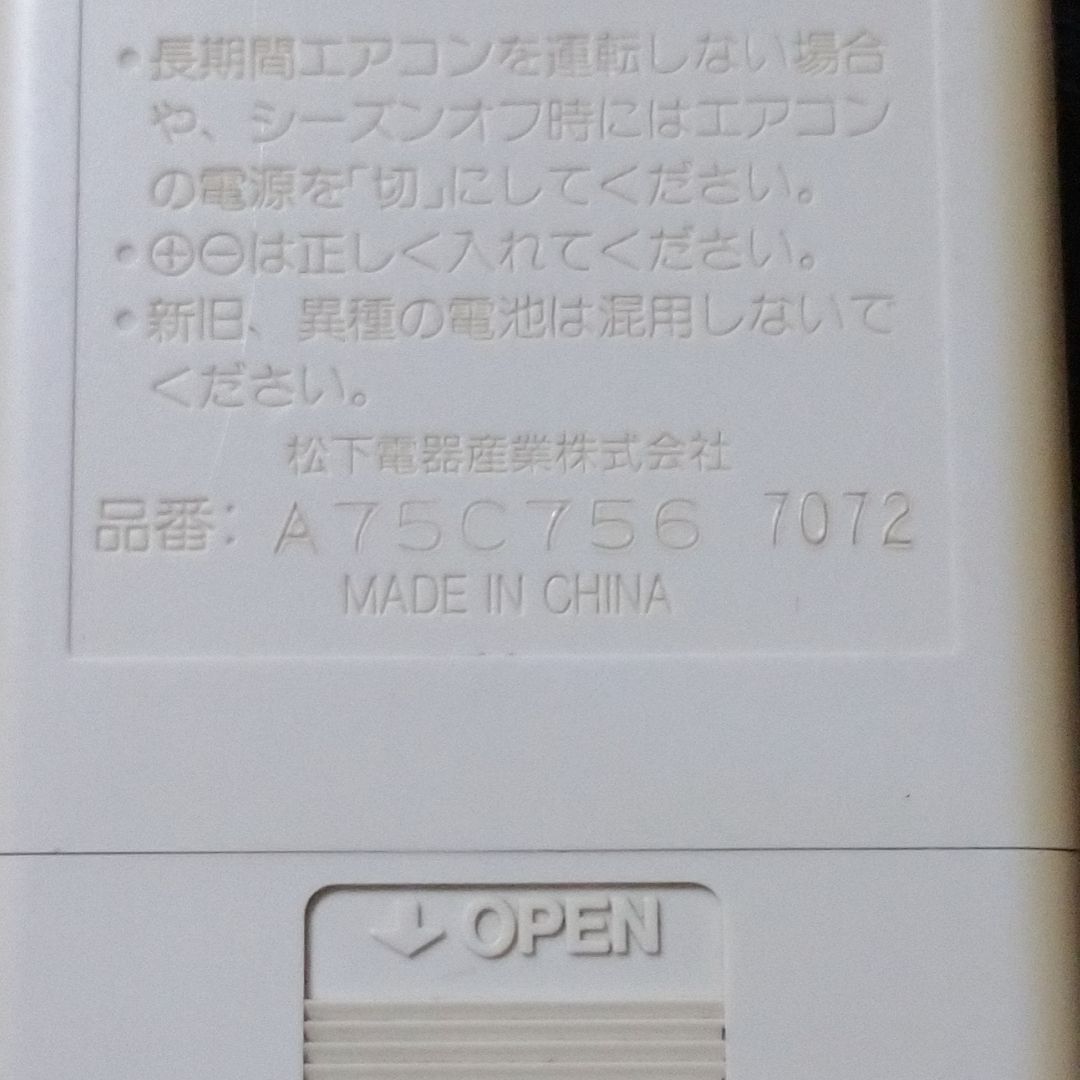 •長期間エアコンを運転しない場合
や、シーズンオフ時にはエアコン
の電源を「切」にしてください。
•⊕⊖は正しく入れてください。
•新旧、異種の電池は混用しないで
ください。
松下電器産業株式会社
品番: A75C756 7072
MADE IN CHINA
↓OPEN